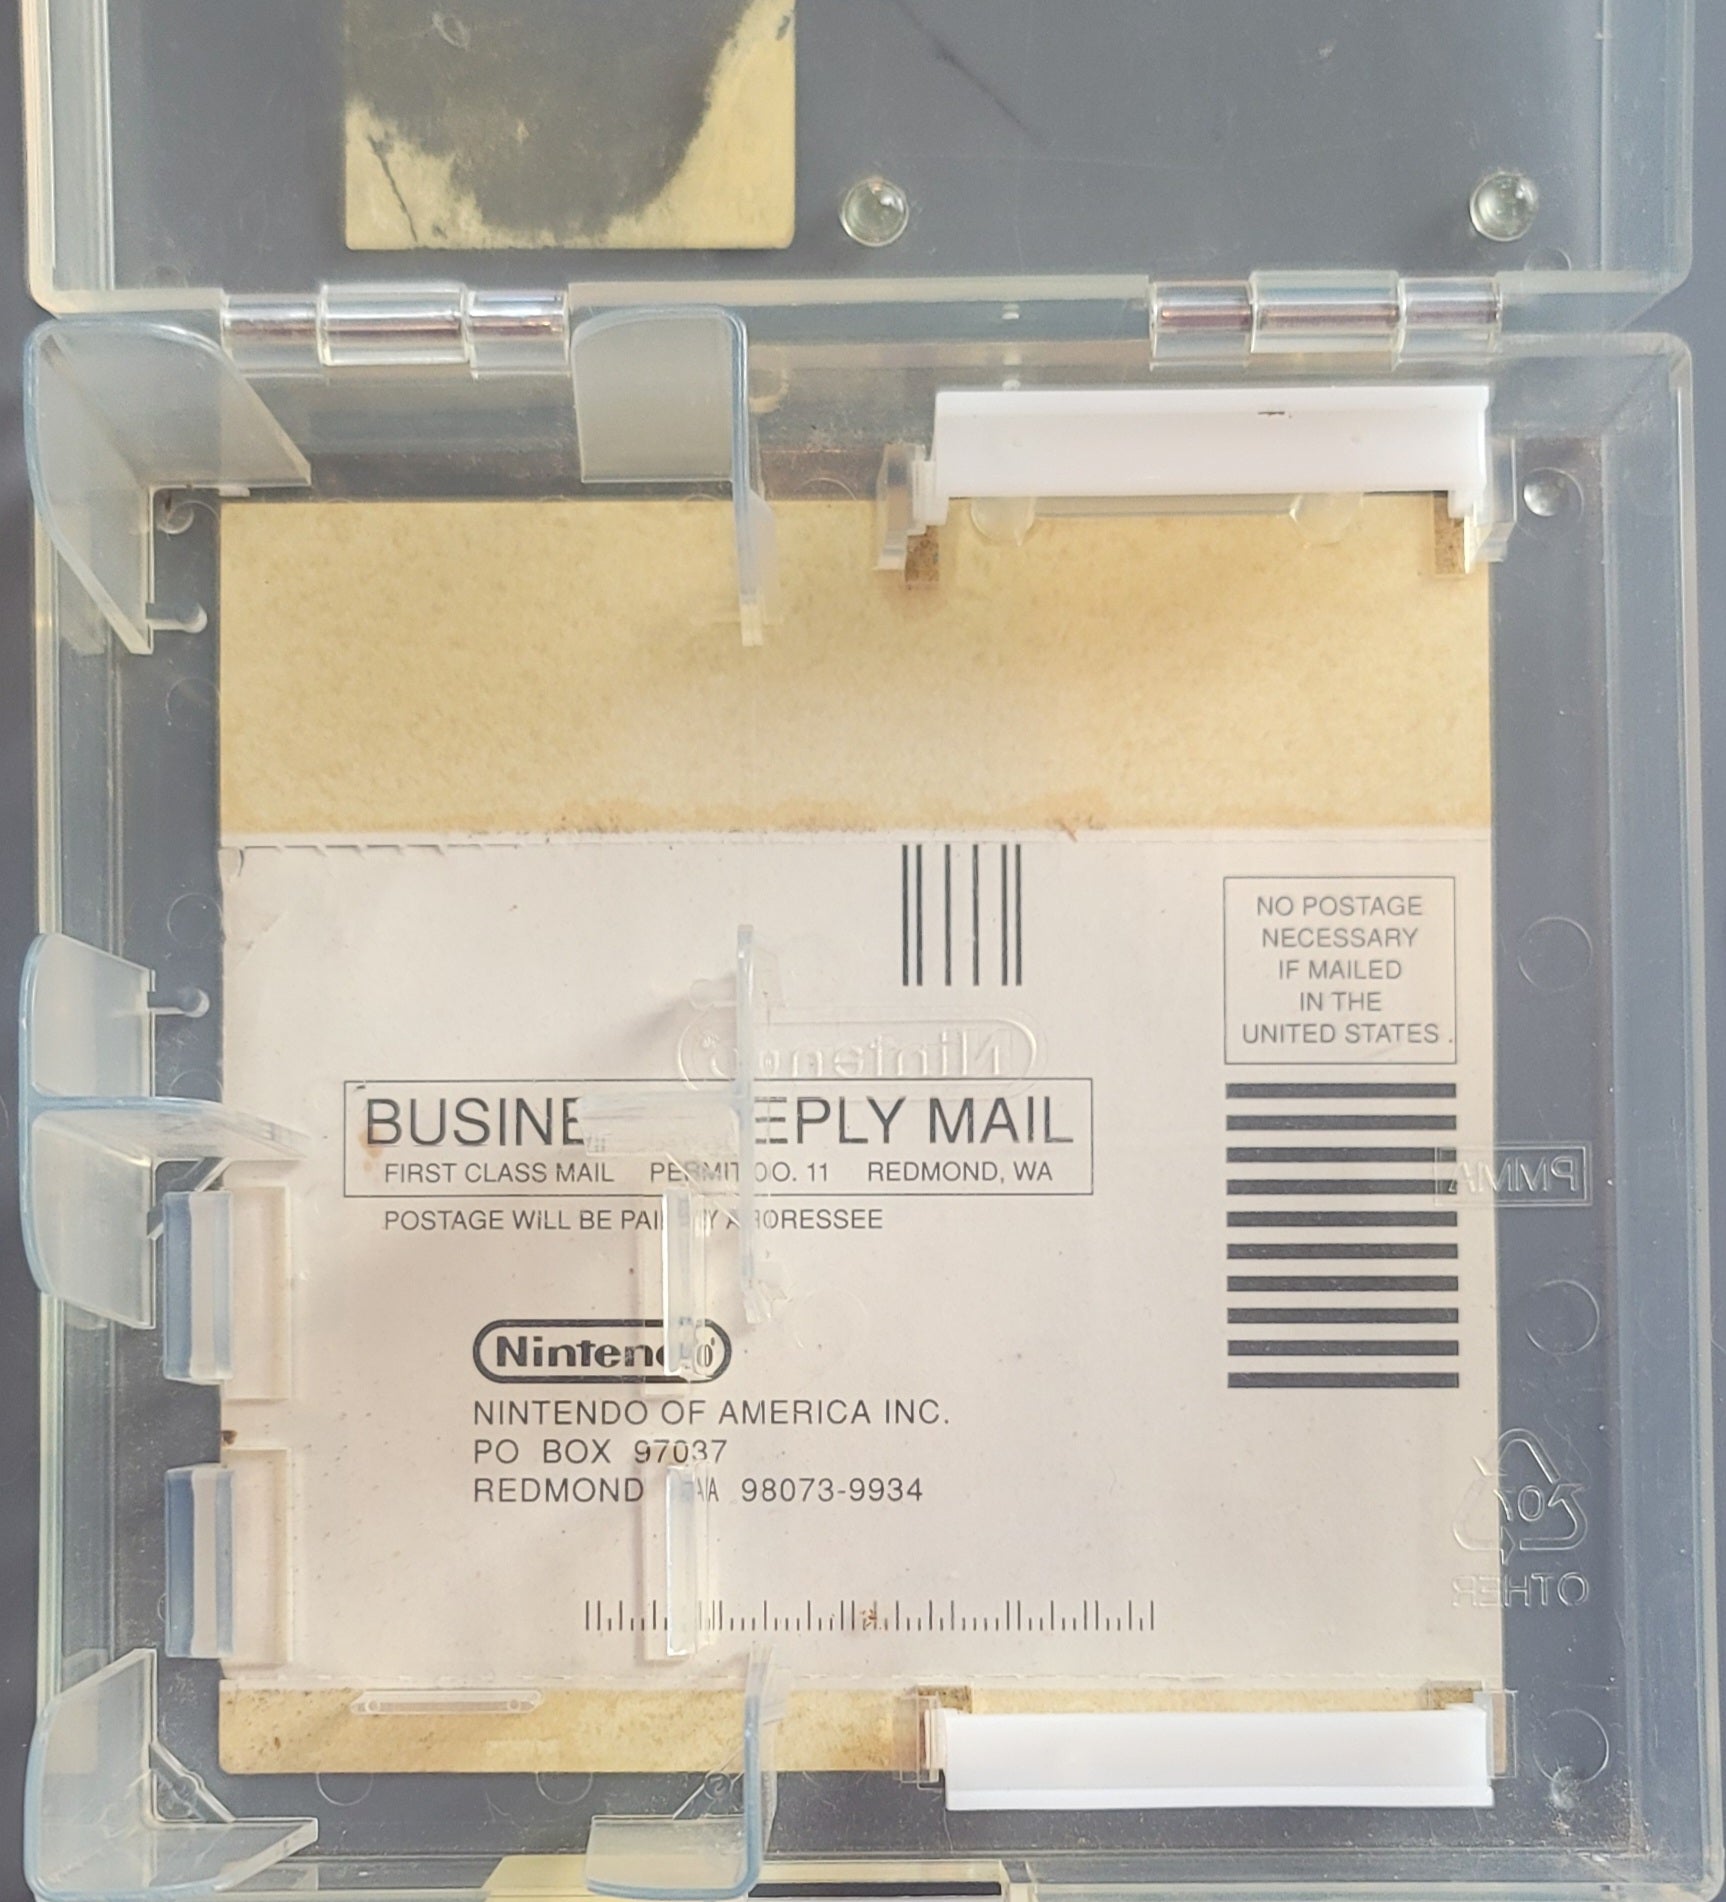 NO POSTAGE
NECESSARY
IF MAILED
IN THE
UNITED STATES
Nintendo
BUSINE EPLY MAIL
FIRST CLASS MAIL PERMIT O. 11 REDMOND, WA
POSTAGE WILL BE PAI Y A DRESSEE
PMMA
Nintendo
NINTENDO OF AMERICA INC.
PO BOX 97037
REDMOND 98073-9934
07
OTHER